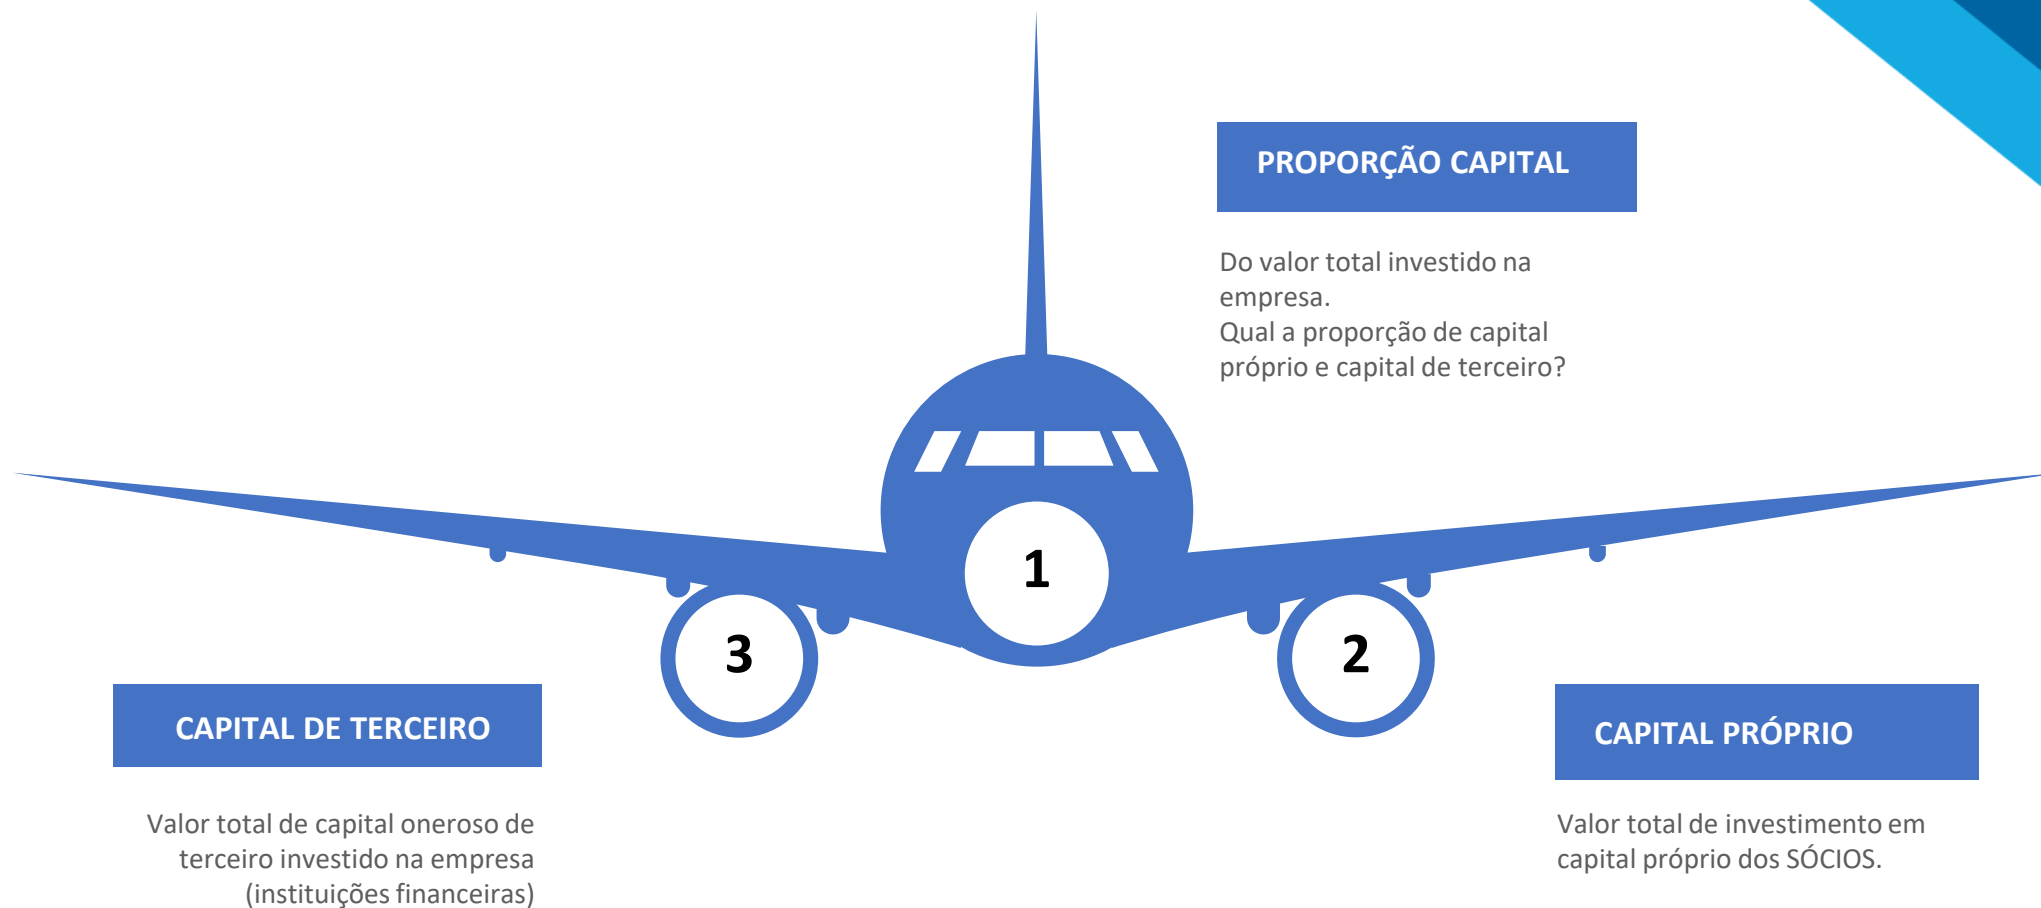 PROPORÇÃO CAPITAL
Do valor total investido na
empresa.
Qual a proporção de capital
próprio e capital de terceiro?
1
3
2
CAPITAL DE TERCEIRO
Valor total de capital oneroso de
terceiro investido na empresa
(instituições financeiras)
CAPITAL PRÓPRIO
Valor total de investimento em
capital próprio dos SÓCIOS.